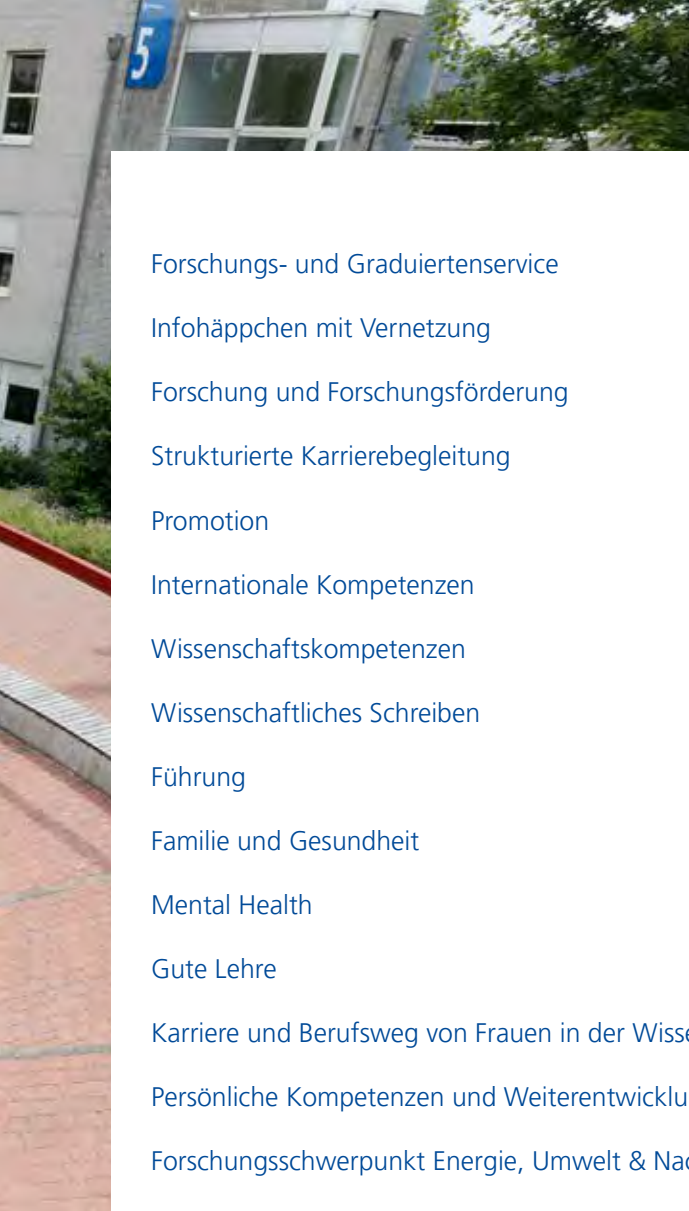 5
Forschungs- und Graduiertenservice
Infohäppchen mit Vernetzung
Forschung und Forschungsförderung
Strukturierte Karrierebegleitung
Promotion
Internationale Kompetenzen
Wissenschaftskompetenzen
Wissenschaftliches Schreiben
Führung
Familie und Gesundheit
Mental Health
Gute Lehre
Karriere und Berufsweg von Frauen in der
Persönliche Kompetenzen und
Forschungsschwerpunkt Energie, Umwelt &